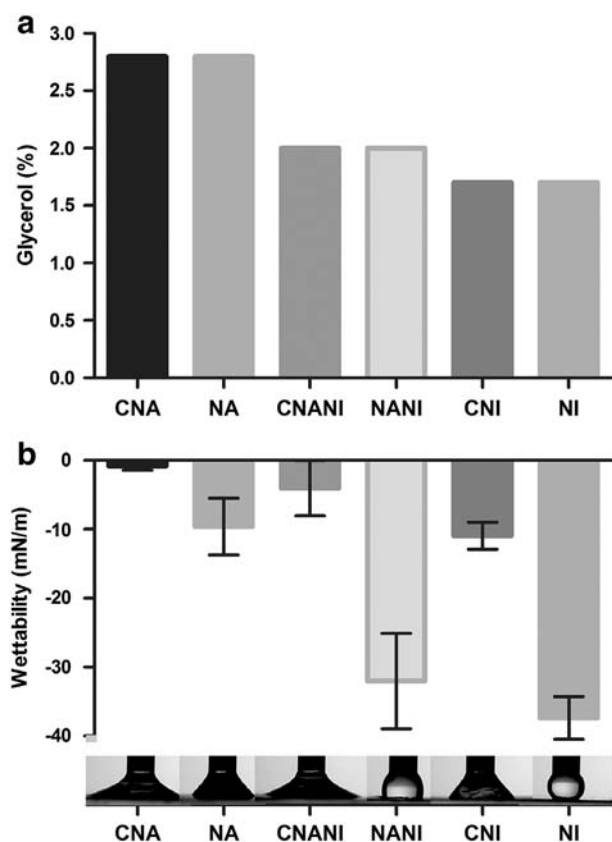 a
3.0
2.5
2.0
1.5
1.0
0.5
0.0
Glycerol (%)
CNA NA CNANI NANI CNI NI
b
0
-10
-20
-30
-40
Wettability (mN/m)
CNA NA CNANI NANI CNI NI